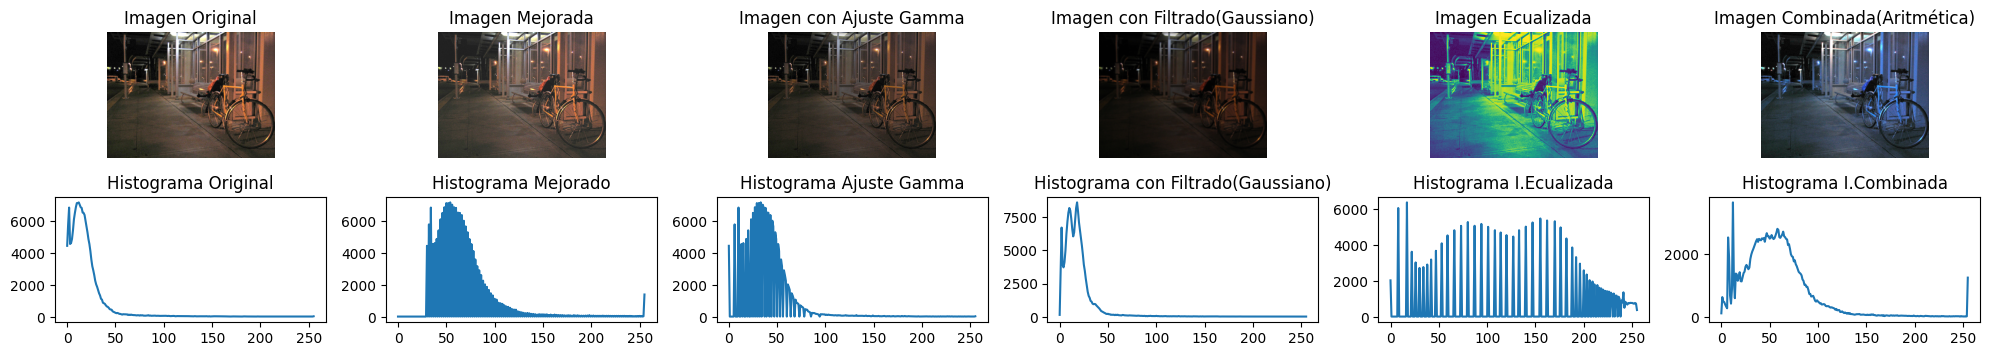 Imagen Original
Imagen Mejorada
Imagen con Ajuste Gamma
Imagen con Filtrado(Gaussiano)
Imagen Ecualizada
Imagen Combinada(Aritmética)
Histograma Original
6000
4000
2000
0
0 50 100 150 200 250
Histograma Mejorado
6000
4000
2000
0
0 50 100 150 200 250
Histograma Ajuste Gamma
6000
4000
2000
0
0 50 100 150 200 250
Histograma con Filtrado(Gaussiano)
7500
5000
2500
0
0 50 100 150 200 250
Histograma I.Ecualizada
6000
4000
2000
0
0 50 100 150 200 250
Histograma I.Combinada
2000
0
0 50 100 150 200 250